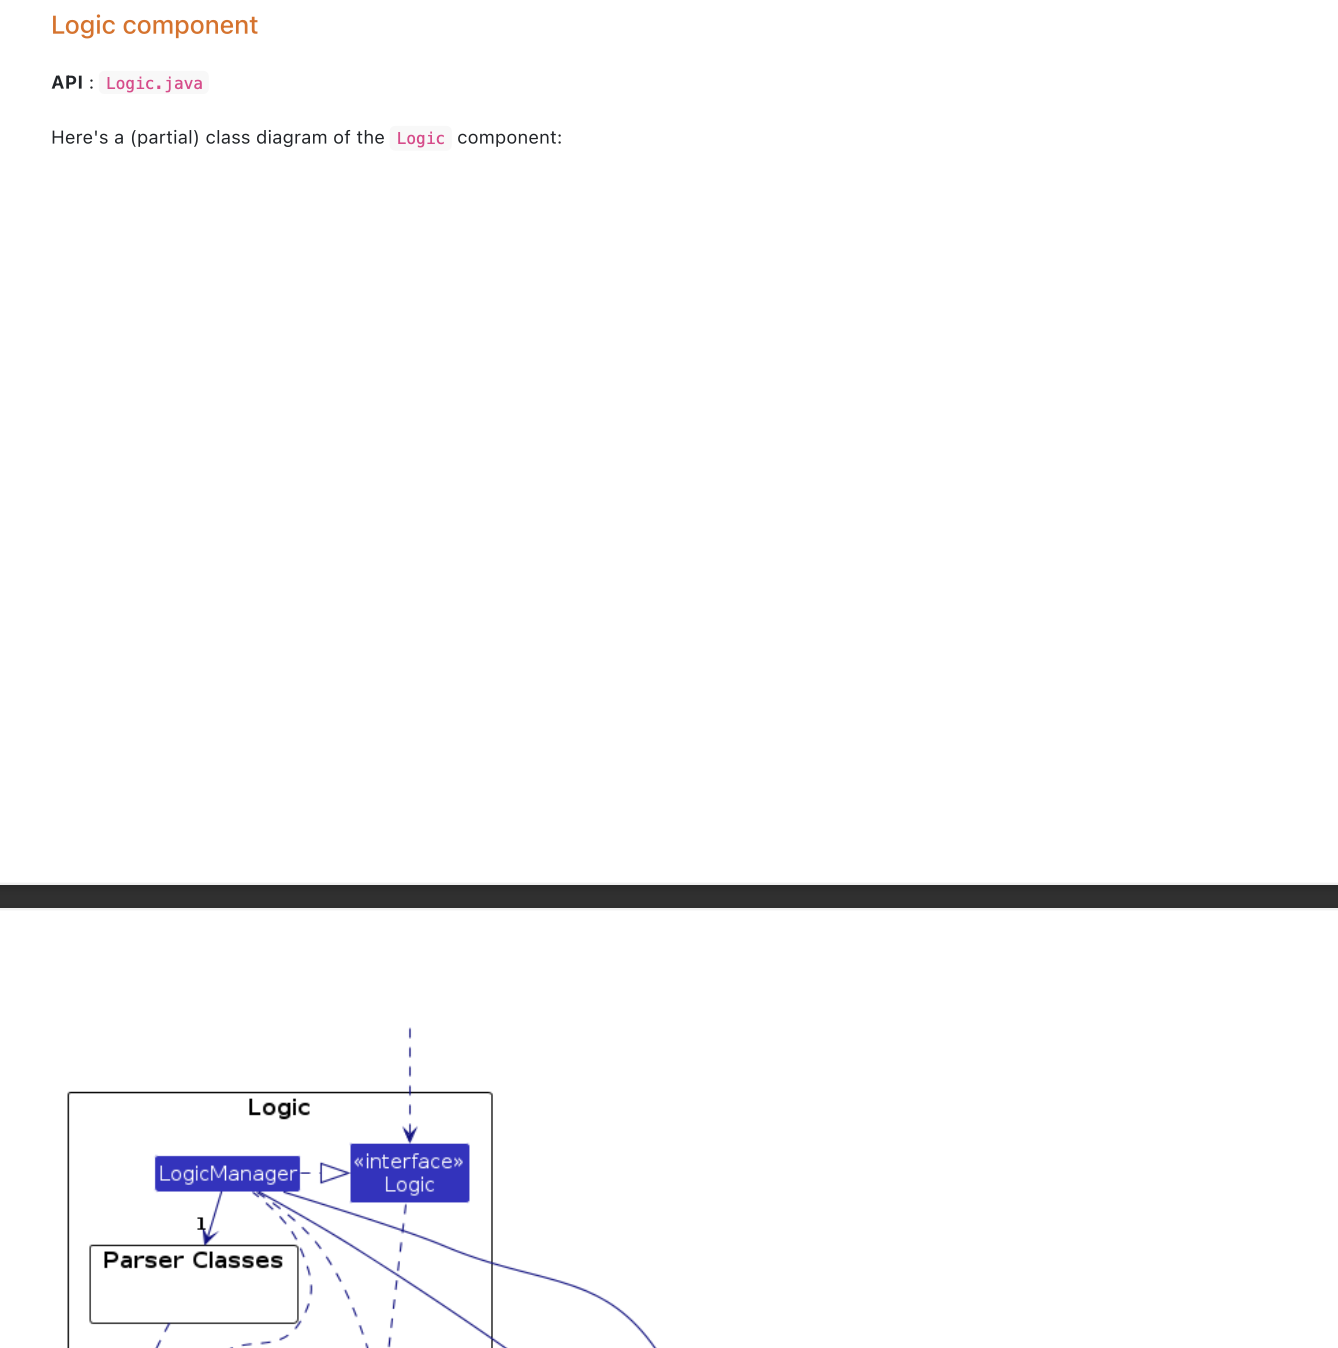 Logic component
API : Logic.java
Here's a (partial) class diagram of the Logic component:
Logic
LogicManager
«interface»
Logic
1
Parser Classes